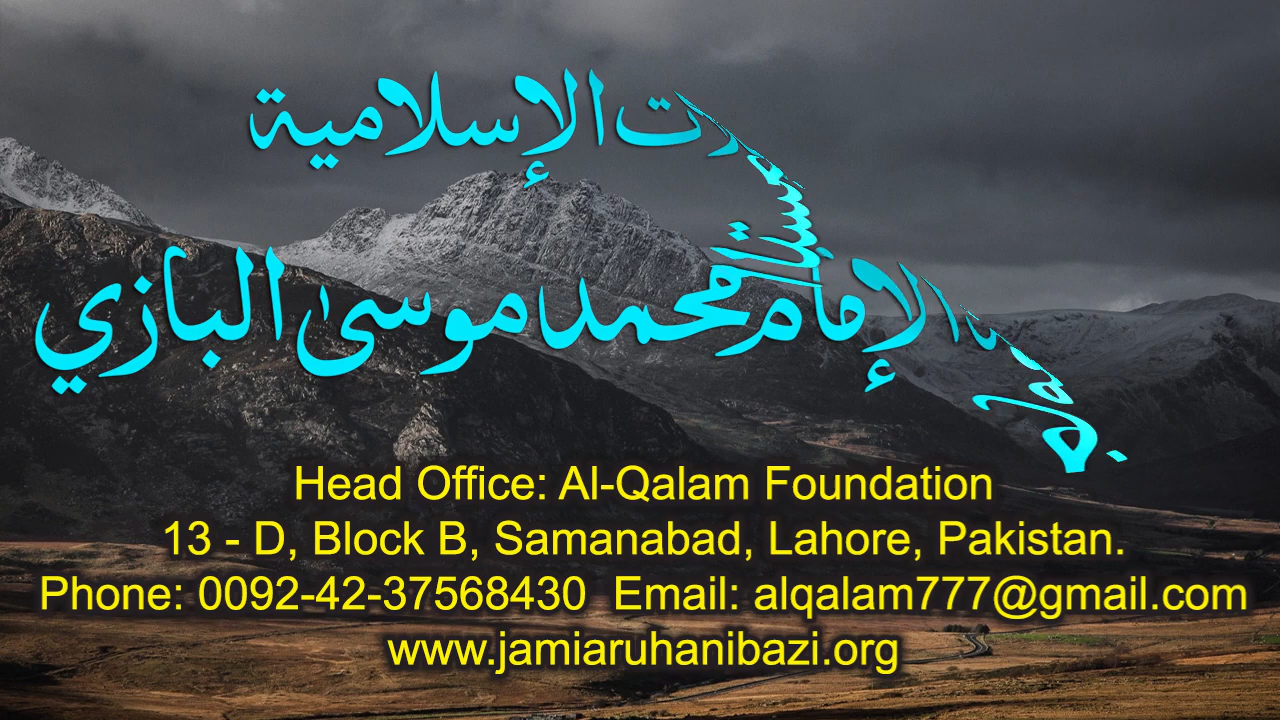 الإسلامية
الإمام محمد موسى البازي
Head Office: Al-Qalam Foundation
13 - D, Block B, Samanabad, Lahore, Pakistan.
Phone: 0092-42-37568430 Email: alqalam777@gmail.com
www.jamiaruhanibazi.org